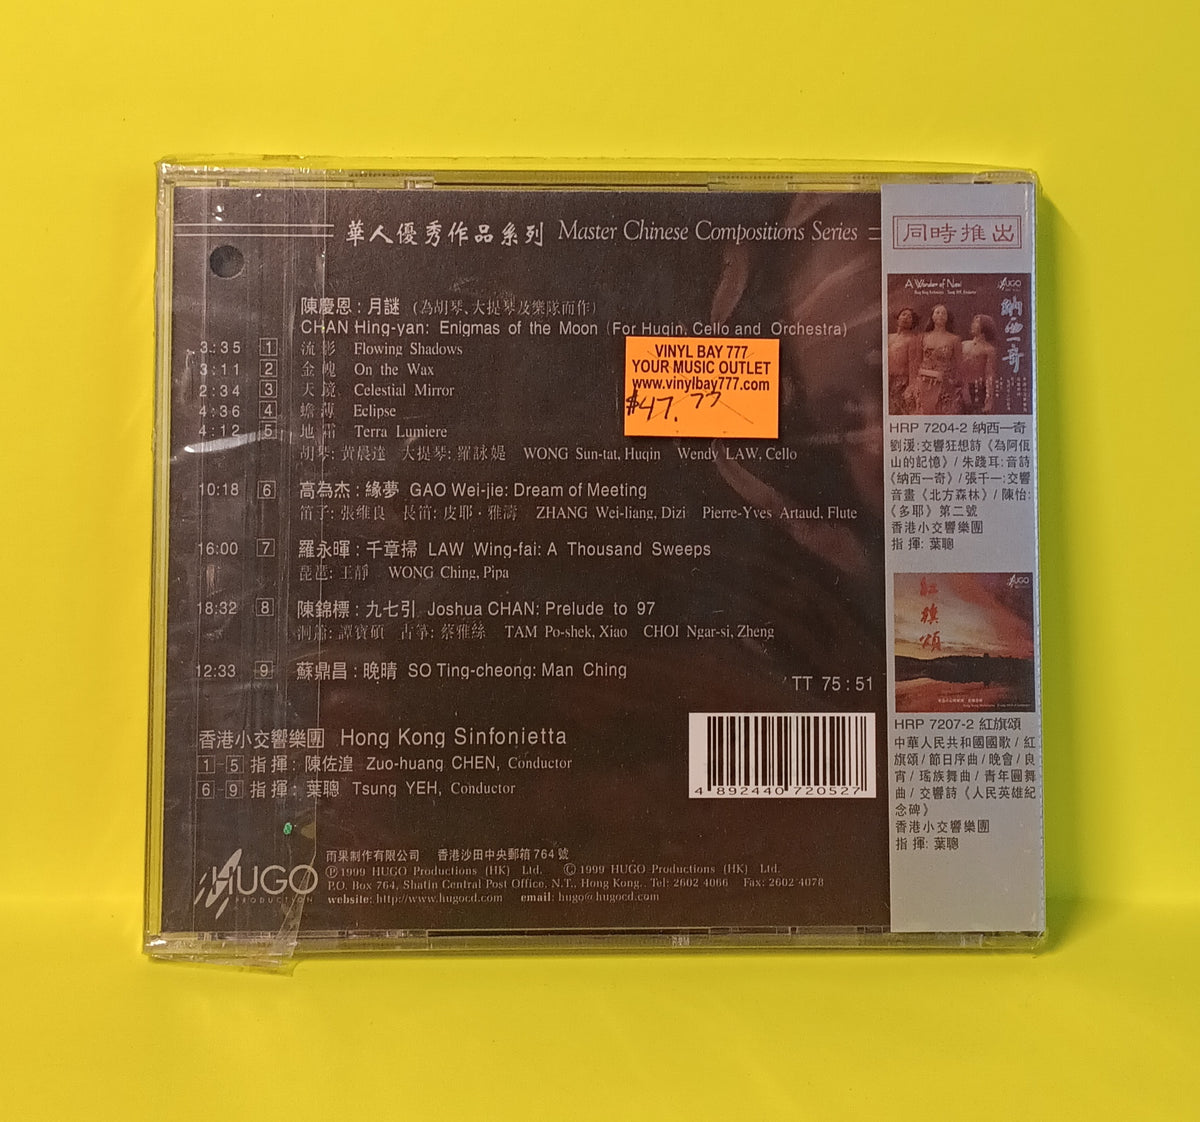 華人優秀作品系列 Master Chinese Compositions Series
陳慶恩:月謎 (為胡琴、大提琴及樂隊而作)
CHAN Hing-yan: Enigmas of the Moon (For Huqin, Cello and Orchestra)
3:35 1 流影 Flowing Shadows
3:11 2 金魄 On the Wax
2:34 3 天鏡 Celestial Mirror
4:36 4 蟾薄 Eclipse
4:12 5 地霜 Terra Lumiere
胡琴:黃晨達 大提琴:羅詠媞 WONG Sun-tat, Huqin Wendy LAW, Cello
10:18 6 高為杰:緣夢 GAO Wei-jie: Dream of Meeting
笛子:張維良 長笛:皮耶·雅濤 ZHANG Wei-liang, Dizi Pierre-Yves Artaud, Flute
16:00 7 羅永暉:千章掃 LAW Wing-fai: A Thousand Sweeps
琵琶:王靜 WONG Ching, Pipa
18:32 8 陳錦標:九七引 Joshua CHAN: Prelude to 97
洞簫:譚寶碩 古箏:蔡雅絲 TAM Po-shek, Xiao CHOI Ngar-si, Zheng
12:33 9 蘇鼎昌:晚晴 SO Ting-cheong: Man Ching
TT 75:51
香港小交響樂團 Hong Kong Sinfonietta
1-5 指揮:陳佐湟 Zuo-huang CHEN, Conductor
6-9 指揮:葉聰 Tsung YEH, Conductor
4 892440 720527
HUGO
PRODUCTION
雨果制作有限公司 香港沙田中央郵箱764號
Ⓟ1999 HUGO Productions (HK) Ltd. ©1999 HUGO Productions (HK) Ltd.
P.O. Box 764, Shatin Central Post Office, N.T., Hong Kong. Tel: 2602 4066 Fax: 2602 4078
website: http://www.hugocd.com email: hugo@hugocd.com
VINYL BAY 777
YOUR MUSIC OUTLET
www.vinylbay777.com
$47.77
同時推出
A Wonder of Naxi
HUGO
納西一奇
HRP 7204-2 納西一奇
劉湲:交響狂想詩《為阿佤
山的記憶》/朱踐耳:音詩
《納西一奇》/張千一:交響
音畫《北方森林》/陳怡:
《多耶》第二號
香港小交響樂團
指揮:葉聰
HUGO
紅旗頌
HRP 7207-2 紅旗頌
中華人民共和國國歌/紅
旗頌/節日序曲/晚會/良
宵/瑤族舞曲/青年圓舞
曲/交響詩《人民英雄紀
念碑》
香港小交響樂團
指揮:葉聰